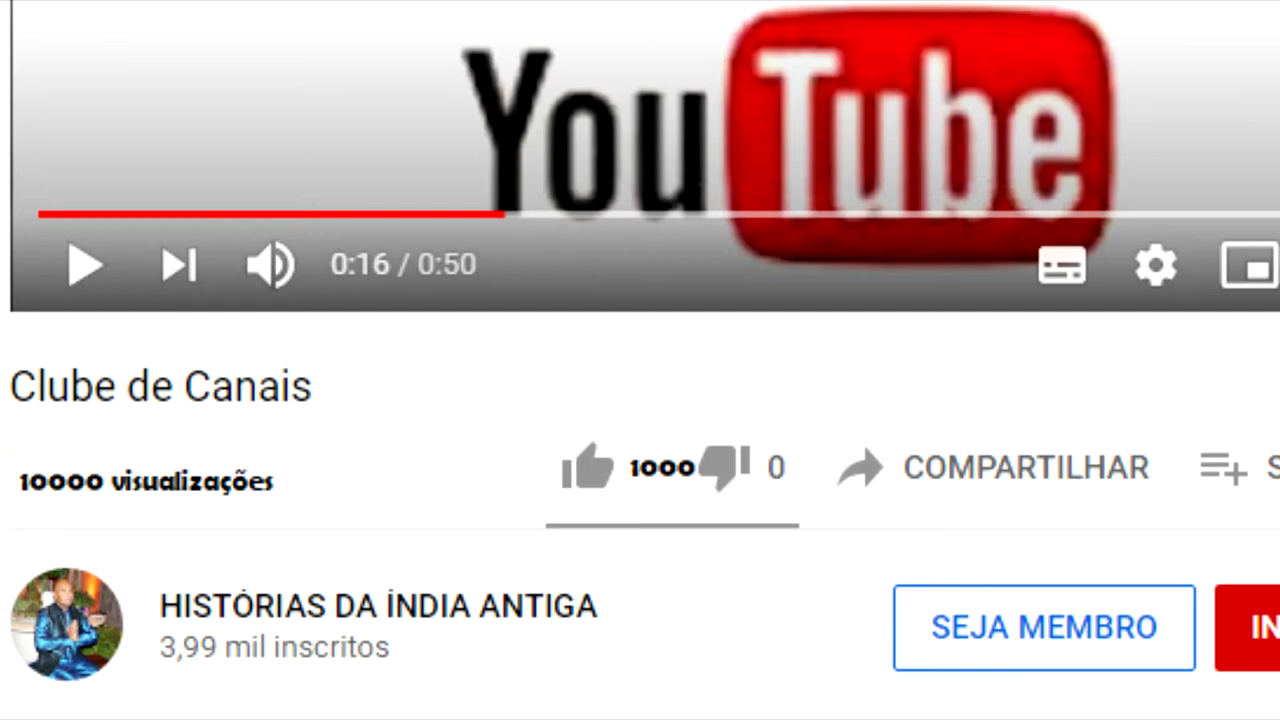 YouTube
0:16 / 0:50
Clube de Canais
10000 visualizações
1000 0 COMPARTILHAR S
HISTÓRIAS DA ÍNDIA ANTIGA
3,99 mil inscritos
SEJA MEMBRO IN